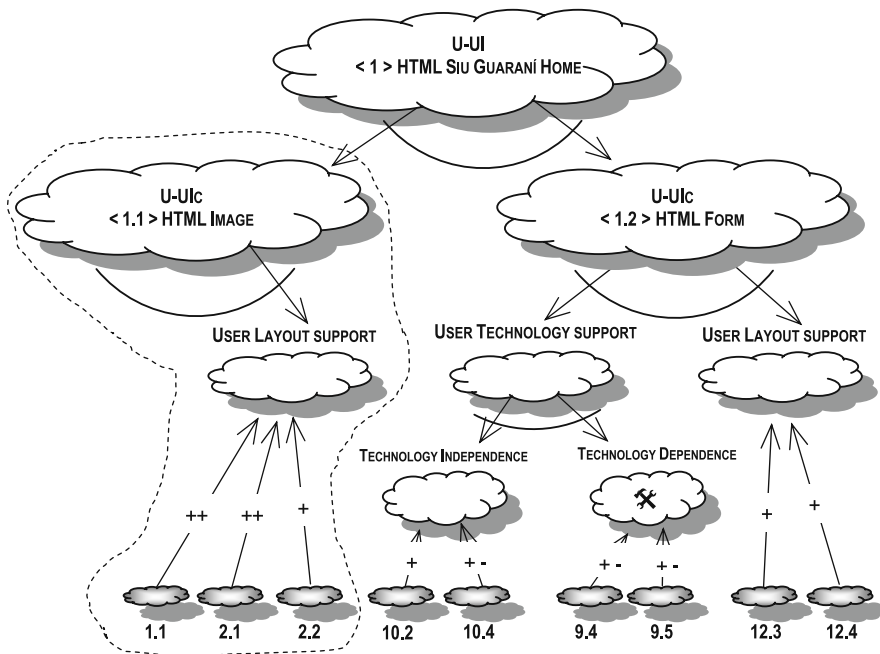 U-UI
< 1 > HTML SIU GUARANÍ HOME
U-UIC
< 1.1 > HTML IMAGE
U-UIC
< 1.2 > HTML FORM
USER LAYOUT SUPPORT
USER TECHNOLOGY SUPPORT
USER LAYOUT SUPPORT
TECHNOLOGY INDEPENDENCE
TECHNOLOGY DEPENDENCE
++
++
+
+
+ -
+ -
+ -
+
+
1.1
2.1
2.2
10.2
10.4
9.4
9.5
12.3
12.4